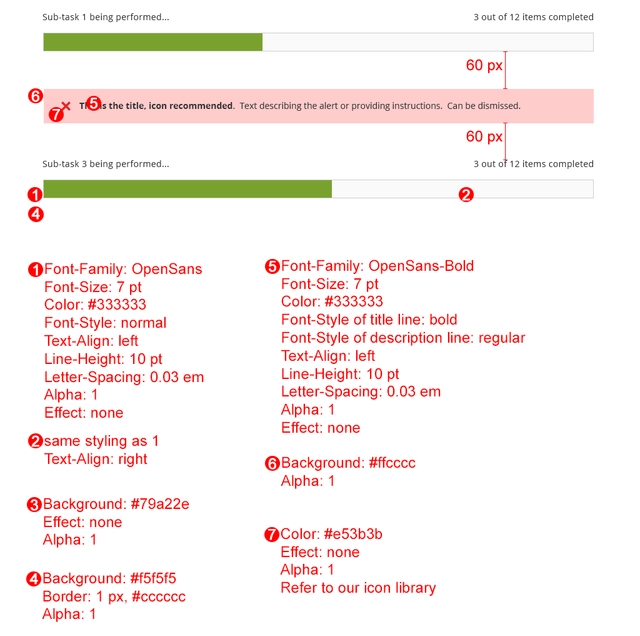 Sub-task 1 being performed...
3 out of 12 items completed
60 px
6
5
7
This is the title, icon recommended. Text describing the alert or providing instructions. Can be dismissed.
60 px
Sub-task 3 being performed...
3 out of 12 items completed
1
2
4
1 Font-Family: OpenSans
Font-Size: 7 pt
Color: #333333
Font-Style: normal
Text-Align: left
Line-Height: 10 pt
Letter-Spacing: 0.03 em
Alpha: 1
Effect: none
2 same styling as 1
Text-Align: right
3 Background: #79a22e
Effect: none
Alpha: 1
4 Background: #f5f5f5
Border: 1 px, #cccccc
Alpha: 1
5 Font-Family: OpenSans-Bold
Font-Size: 7 pt
Color: #333333
Font-Style of title line: bold
Font-Style of description line: regular
Text-Align: left
Line-Height: 10 pt
Letter-Spacing: 0.03 em
Alpha: 1
Effect: none
6 Background: #ffcccc
Alpha: 1
7 Color: #e53b3b
Effect: none
Alpha: 1
Refer to our icon library